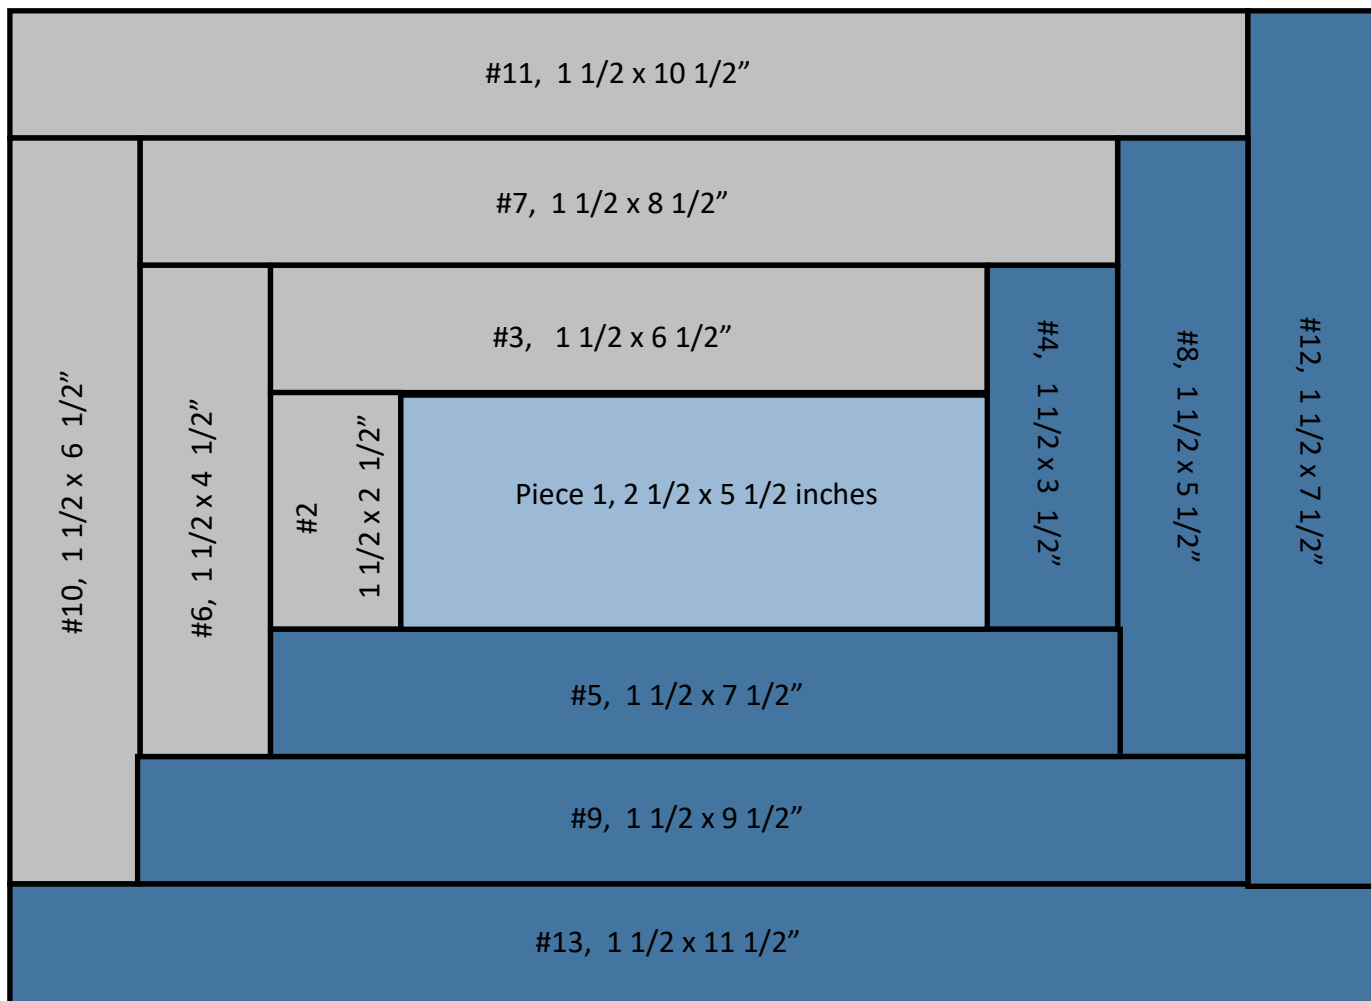 #11,  1 1/2 x 10 1/2”
#7,  1 1/2 x 8 1/2”
#3,   1 1/2 x 6 1/2”
#4,  1 1/2 x 3  1/2”
#8,  1 1/2 x 5 1/2”
#12,  1 1/2 x 7 1/2”
#10,  1 1/2 x  6  1/2”
#6,  1 1/2 x 4  1/2”
#2
1 1/2 x 2  1/2”
Piece 1, 2 1/2 x 5 1/2 inches
#5,  1 1/2 x 7 1/2”
#9,  1 1/2 x 9 1/2”
#13,  1 1/2 x 11 1/2”